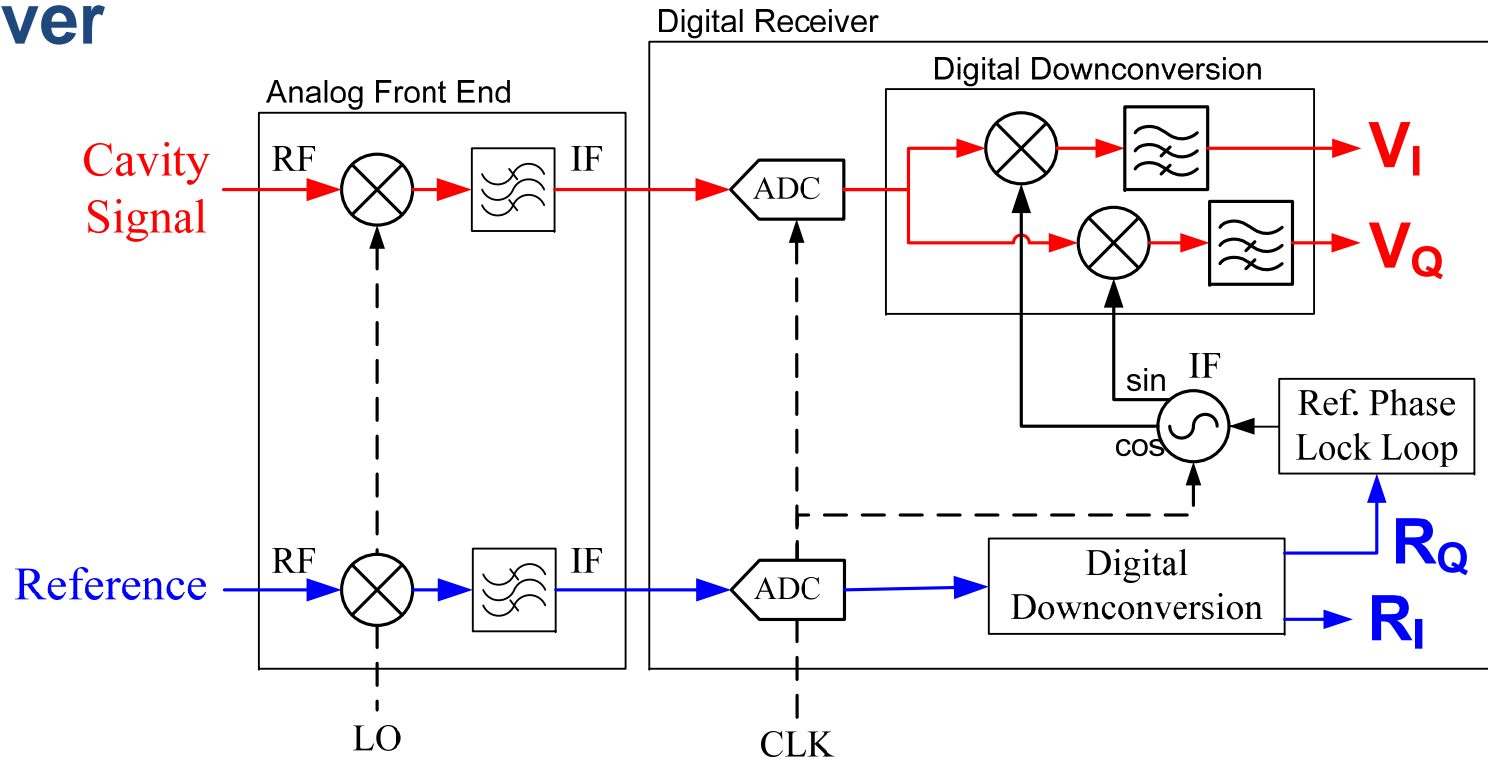 ver
Digital Receiver
Digital Downconversion
Analog Front End
Cavity
Signal
RF
IF
ADC
VI
VQ
sin
cos
IF
Ref. Phase
Lock Loop
Reference
RF
IF
ADC
Digital
Downconversion
RQ
RI
LO
CLK